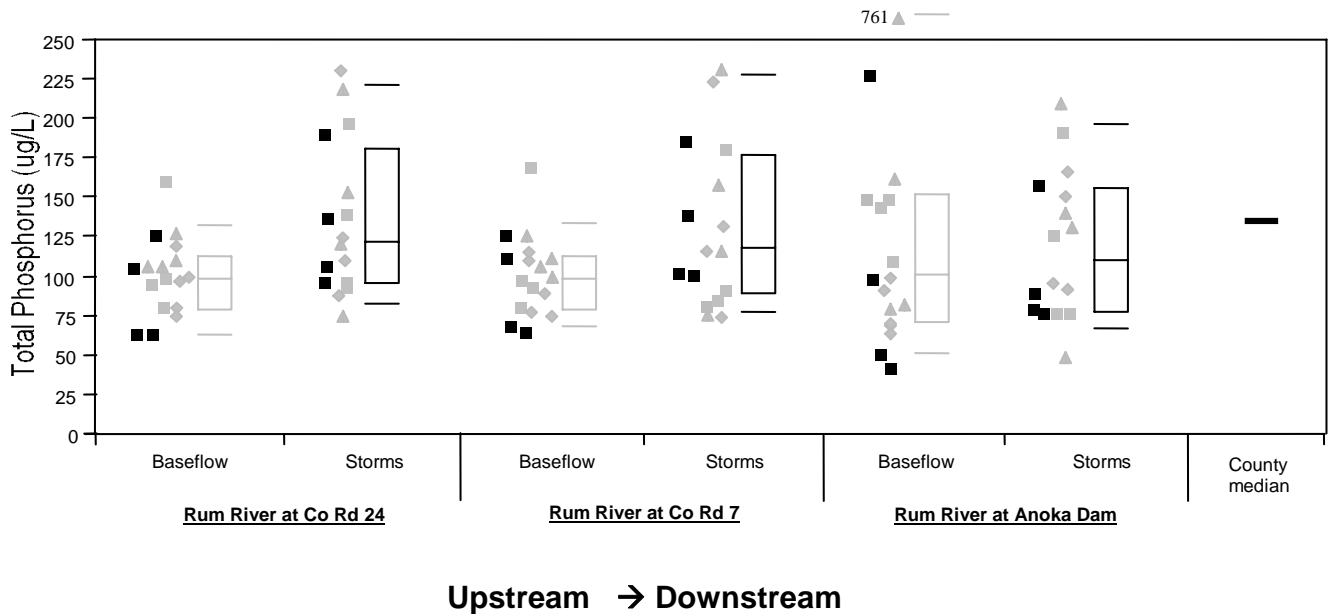 761
250
225
200
175
150
125
100
75
50
25
0
Total Phosphorus (ug/L)
Baseflow Storms Baseflow Storms Baseflow Storms County
median
Rum River at Co Rd 24 Rum River at Co Rd 7 Rum River at Anoka Dam
Upstream → Downstream